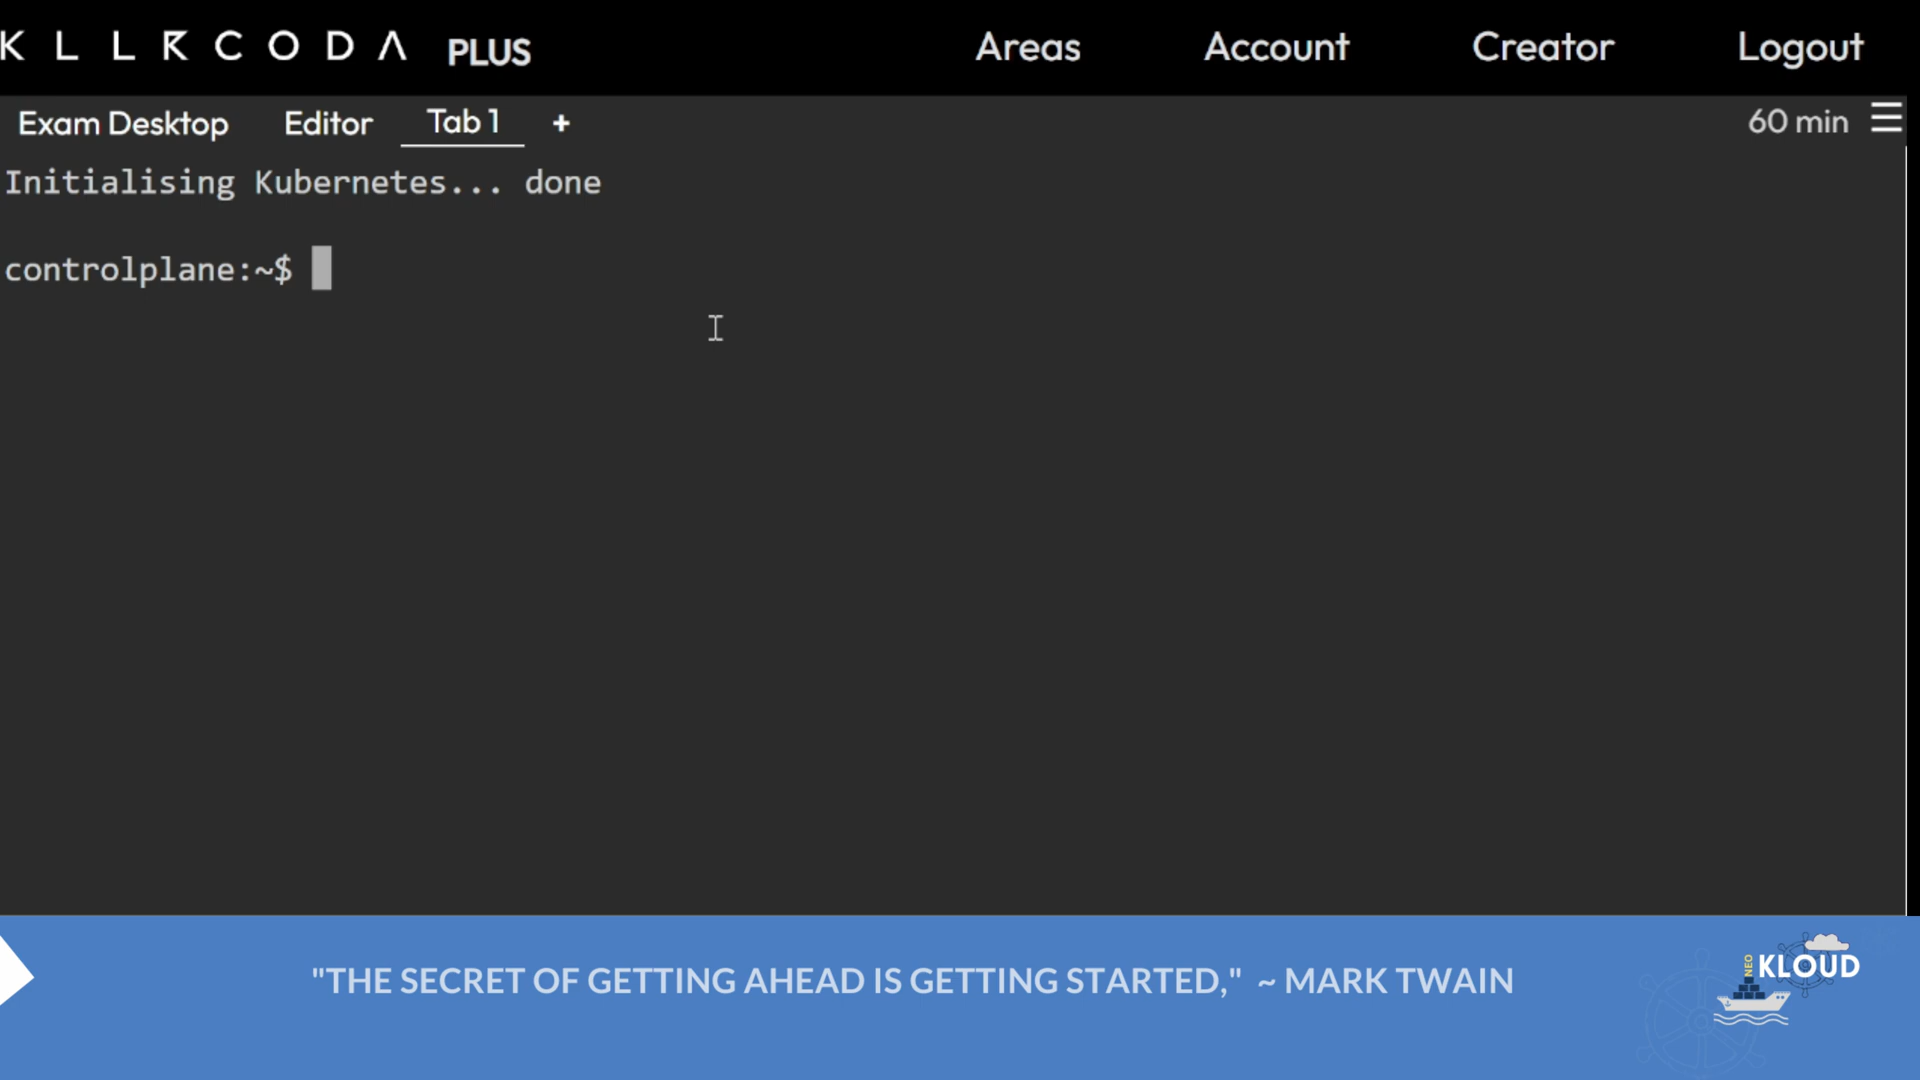 KLLRCODA PLUS
Areas Account Creator Logout
Exam Desktop Editor Tab 1 + 60 min
Initialising Kubernetes... done
controlplane:~$
"THE SECRET OF GETTING AHEAD IS GETTING STARTED," ~ MARK TWAIN
NEO KLOUD